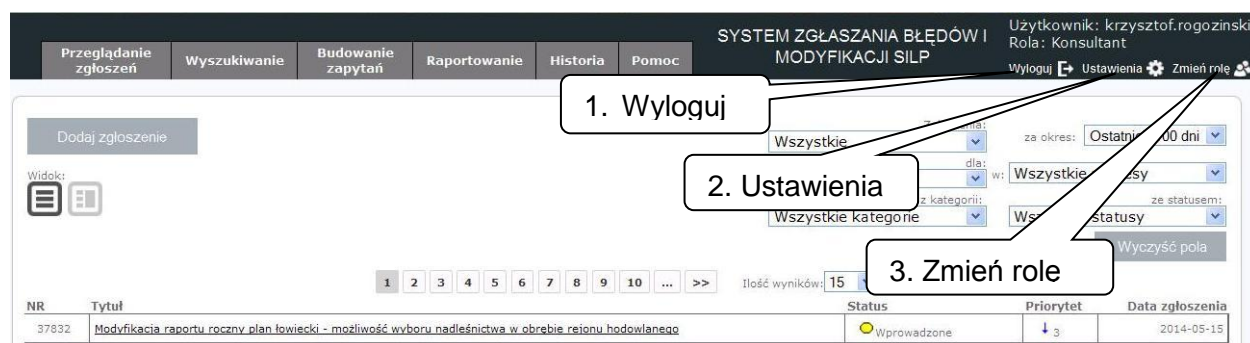 SYSTEM ZGŁASZANIA BŁĘDÓW I
MODYFIKACJI SILP
Użytkownik: krzysztof.rogozinski
Rola: Konsultant
Wyloguj Ustawienia Zmień rolę
Przeglądanie
zgłoszeń
Wyszukiwanie
Budowanie
zapytań
Raportowanie
Historia
Pomoc
1. Wyloguj
2. Ustawienia
3. Zmień role
Dodaj zgłoszenie
Widok:
Wszystkie
za okres: dni
dla:
w: Wszystkie
z kategorii:
Wszystkie kategorie
ze statusem:
statusy
Wyczyść pola
1 2 3 4 5 6 7 8 9 10 ... >>
Ilość wyników: 15
NR Tytuł Status Priorytet Data zgłoszenia
37832 Modyfikacja raportu roczny plan łowiecki - możliwość wyboru nadleśnictwa w obrębie rejonu hodowlanego Wprowadzone 3 2014-05-15